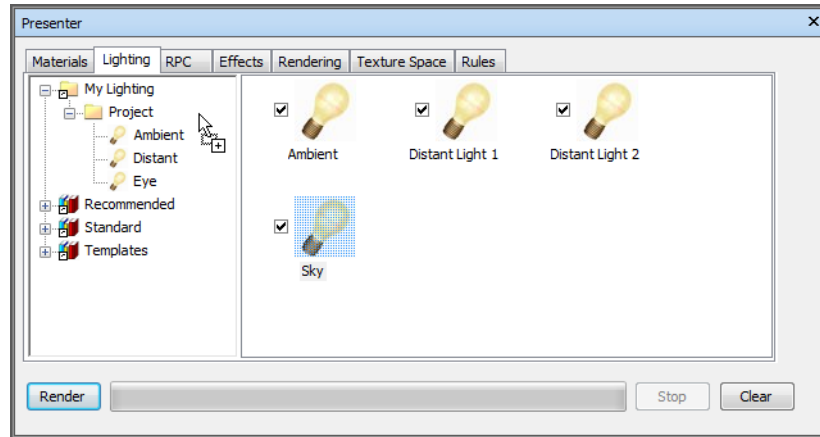 Presenter
Materials Lighting RPC Effects Rendering Texture Space Rules
My Lighting
Project
Ambient
Distant
Eye
Recommended
Standard
Templates
Ambient Distant Light 1 Distant Light 2
Sky
Render Stop Clear